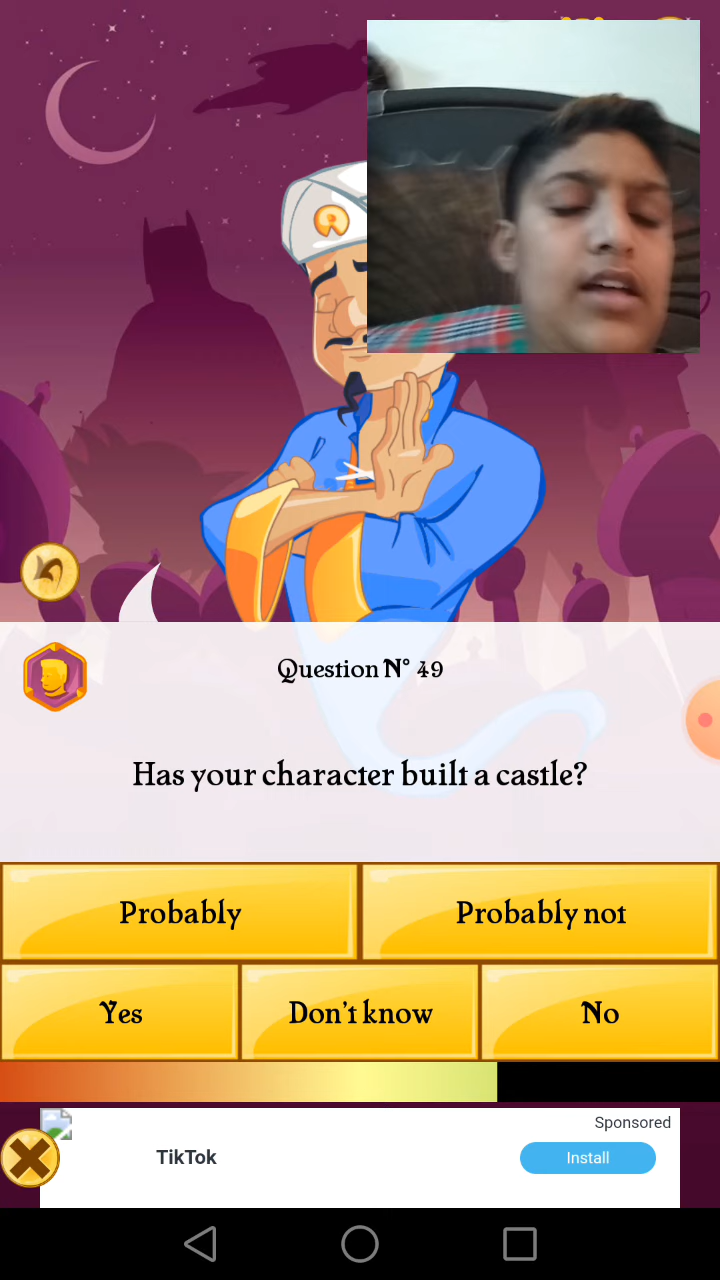 Question N° 49
Has your character built a castle?
Probably
Probably not
Yes
Don't know
No
Sponsored
TikTok
Install